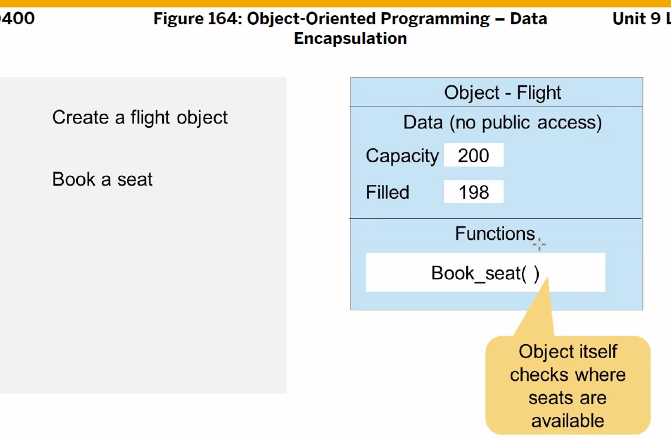 0400
Figure 164: Object-Oriented Programming – Data
Encapsulation
Unit 9 L
Create a flight object
Book a seat
Object - Flight
Data (no public access)
Capacity 200
Filled 198
Functions
Book_seat( )
Object itself
checks where
seats are
available